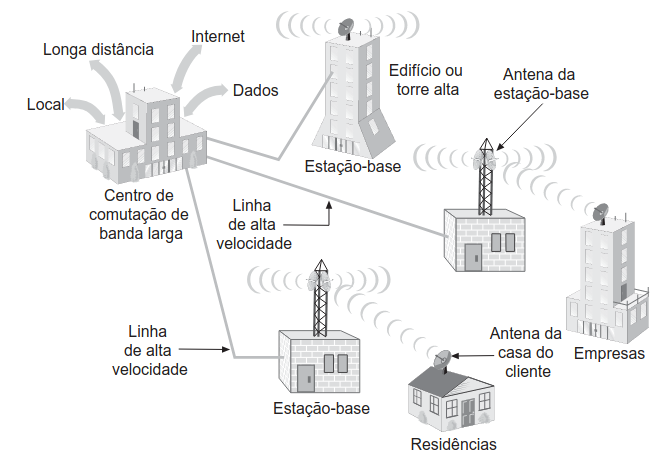 Internet
Longa distância
Local
Dados
Edifício ou
torre alta
Antena da
estação-base
Estação-base
Centro de
comutação de
banda larga
Linha
de alta
velocidade
Linha
de alta
velocidade
Estação-base
Antena da
casa do
cliente
Empresas
Residências